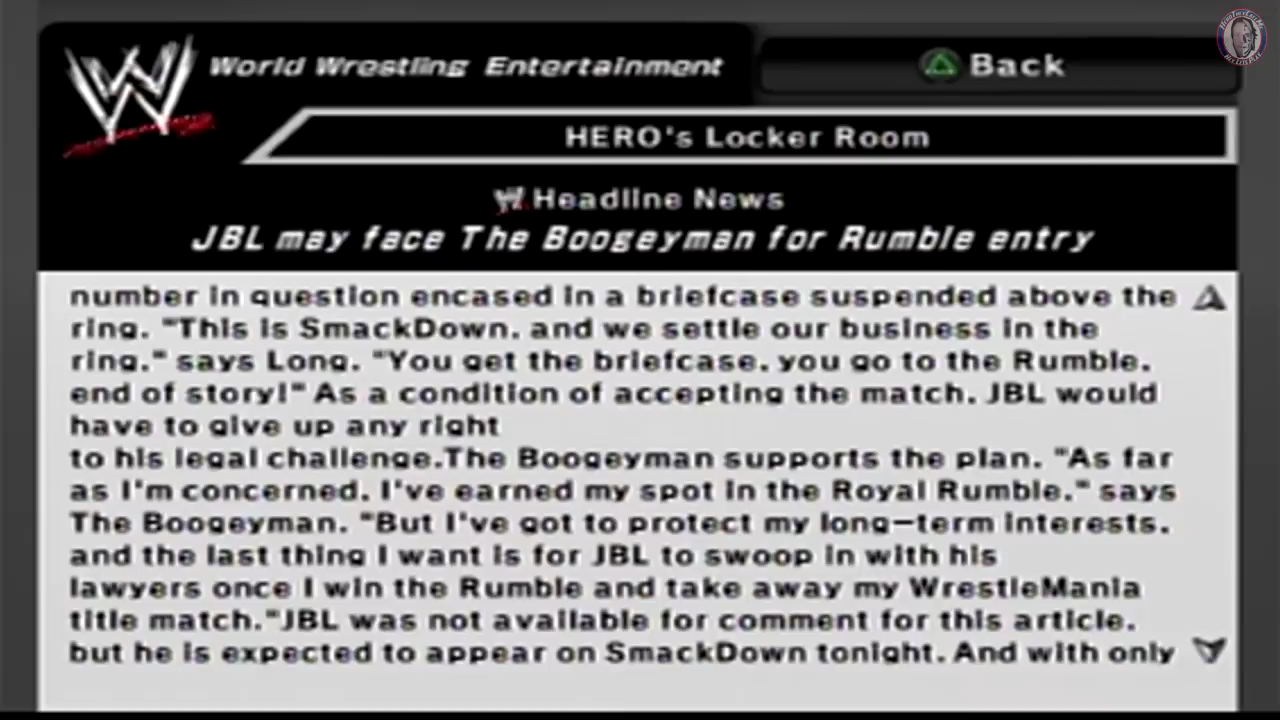 World Wrestling Entertainment
Back
HERO's Locker Room
Headline News
JBL may face The Boogeyman for Rumble entry
number in question encased in a briefcase suspended above the
ring. "This is SmackDown, and we settle our business in the
ring," says Long. "You get the briefcase, you go to the Rumble,
end of story!" As a condition of accepting the match, JBL would
have to give up any right
to his legal challenge.The Boogeyman supports the plan. "As far
as I'm concerned, I've earned my spot in the Royal Rumble," says
The Boogeyman. "But I've got to protect my long-term interests,
and the last thing I want is for JBL to swoop in with his
lawyers once I win the Rumble and take away my WrestleMania
title match."JBL was not available for comment for this article,
but he is expected to appear on SmackDown tonight. And with only